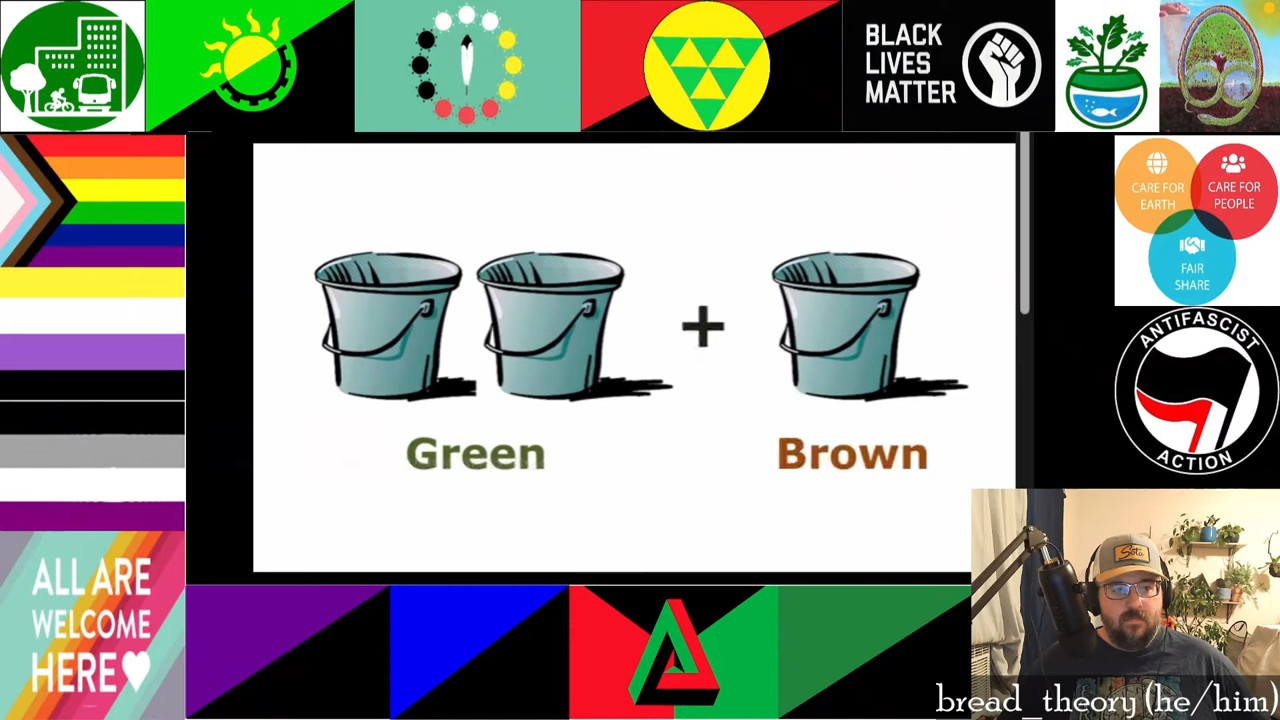 BLACK
LIVES
MATTER
CARE FOR
EARTH
CARE FOR
PEOPLE
FAIR
SHARE
Green
+
Brown
ANTIFASCIST
ACTION
ALL ARE
WELCOME
HERE
Sota
bread_theory (he/him)